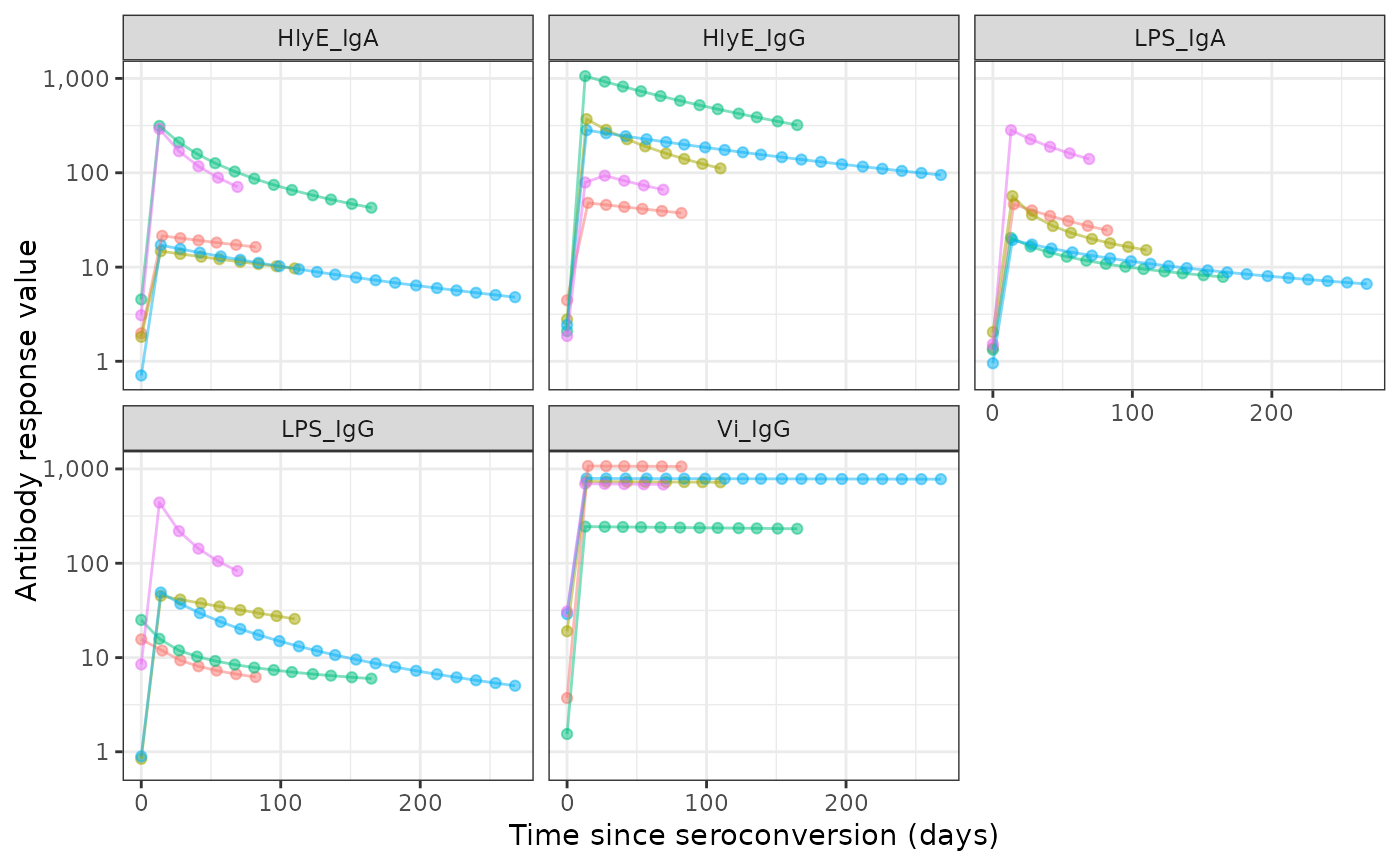 HlyE_IgA HlyE_IgG LPS_IgA
1,000
100
10
1
0 100 200
LPS_IgG Vi_IgG
1,000
100
10
1
0 100 200 0 100 200
Antibody response value
Time since seroconversion (days)